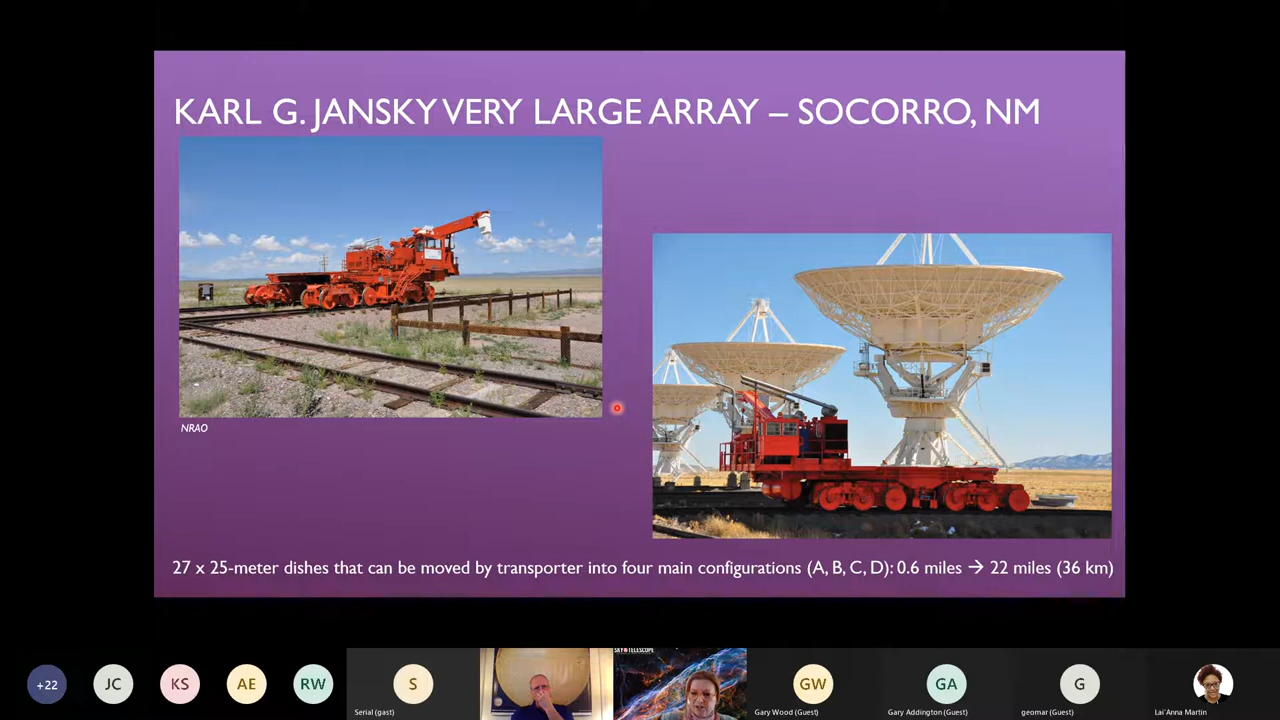 KARL G. JANSKY VERY LARGE ARRAY – SOCORRO, NM
NRAO
27 x 25-meter dishes that can be moved by transporter into four main configurations (A, B, C, D): 0.6 miles → 22 miles (36 km)
SKY & TELESCOPE
+22
JC
KS
AE
RW
S
GW
GA
G
Serial (gast)
Gary Wood (Guest)
Gary Addington (Guest)
geomar (Guest)
Lai'Anna Martin